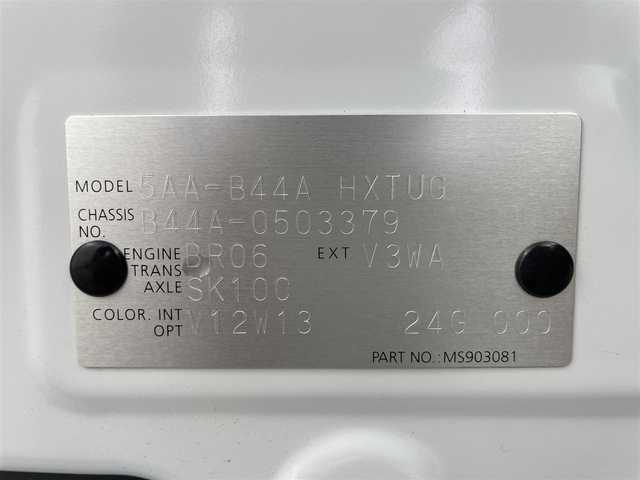 MODEL 5AA-B44A HXTUG
CHASSIS NO. B44A-0503379
ENGINE BR06 EXT V3WA
TRANS
AXLE SK10C
COLOR. INT
OPT V12W13 24G 000
PART NO.:MS903081